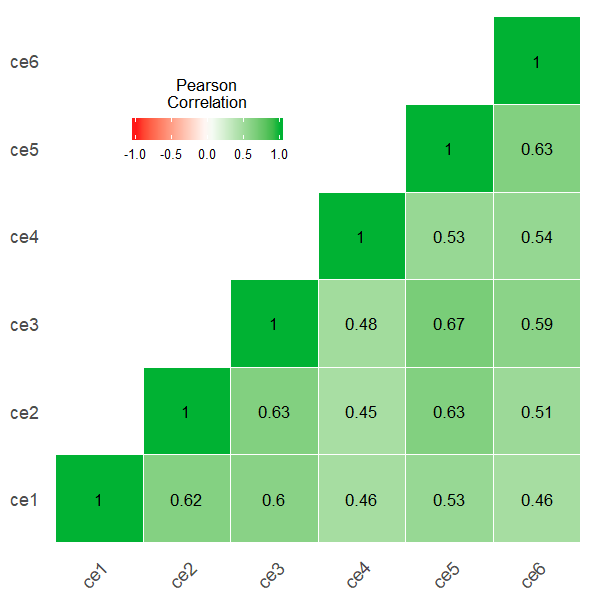 ce6
Pearson
Correlation
-1.0 -0.5 0.0 0.5 1.0
1
ce5 1 0.63
ce4 1 0.53 0.54
ce3 1 0.48 0.67 0.59
ce2 1 0.63 0.45 0.63 0.51
ce1 1 0.62 0.6 0.46 0.53 0.46
ce1 ce2 ce3 ce4 ce5 ce6